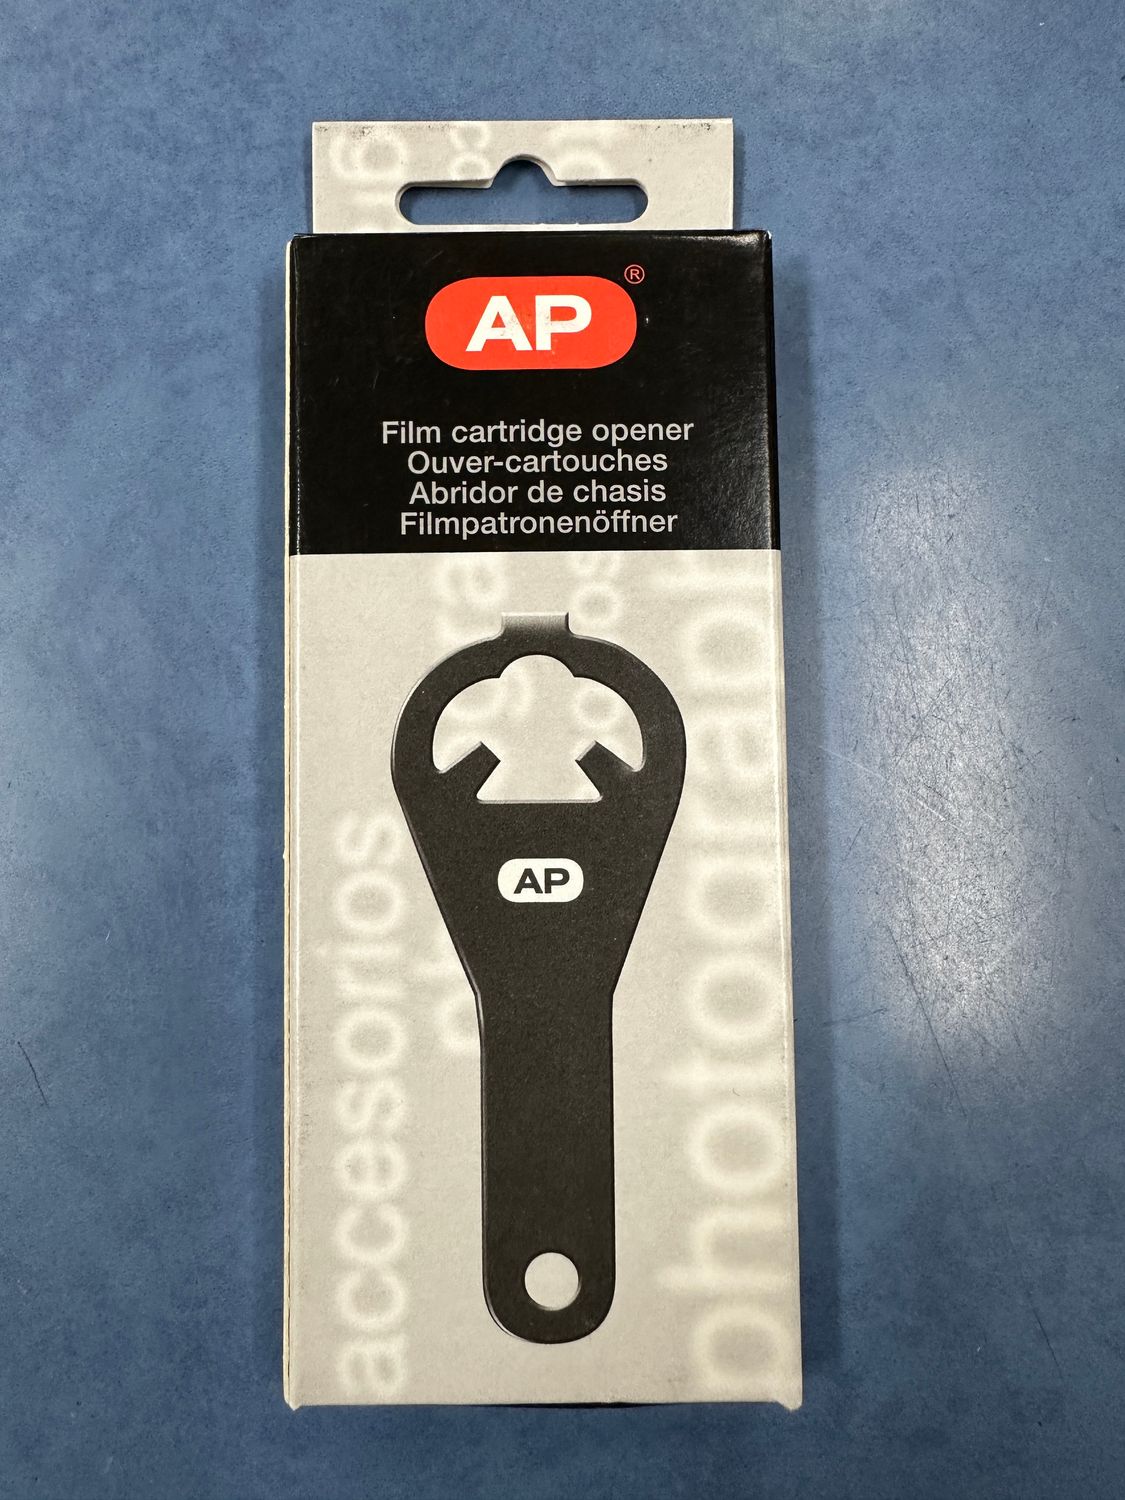 AP®
Film cartridge opener
Ouver-cartouches
Abridor de chasis
Filmpatronenöffner
AP
accesorios